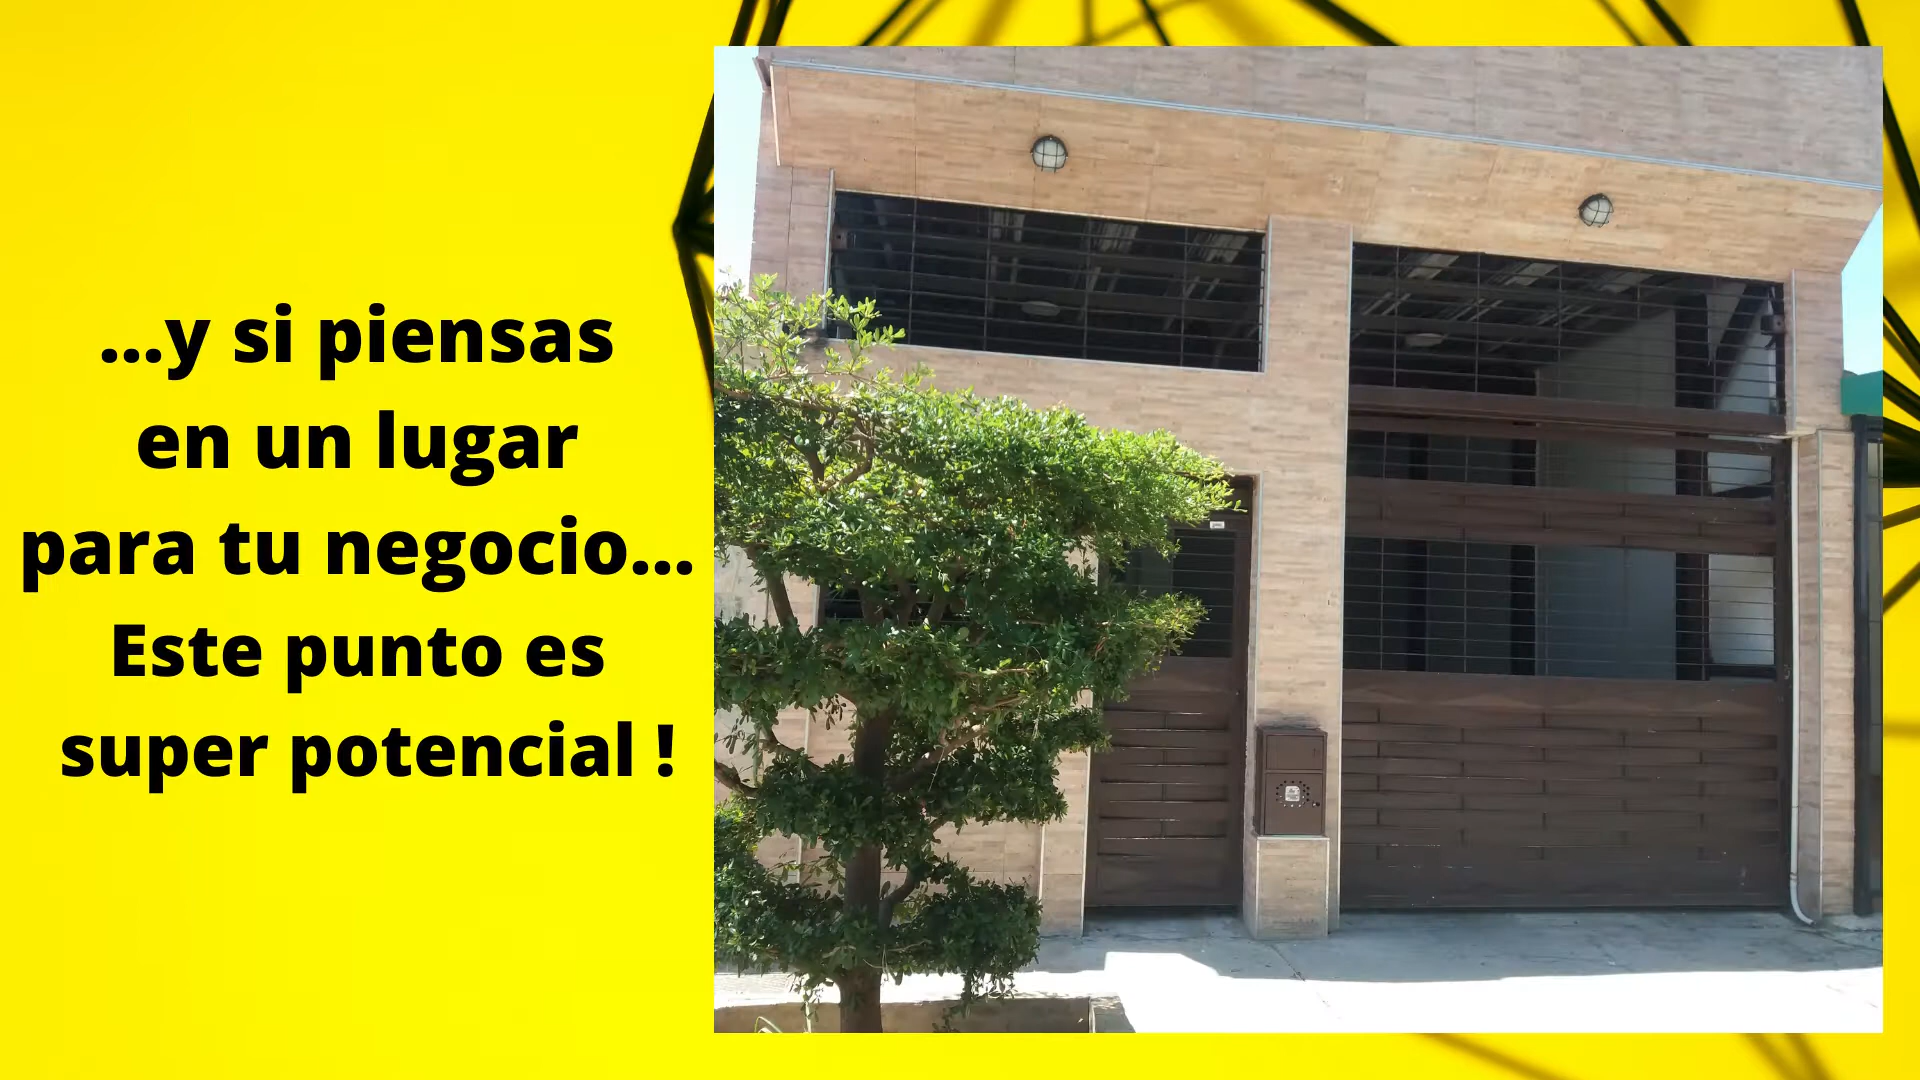 ...y si piensas
en un lugar
para tu negocio...
Este punto es
super potencial !